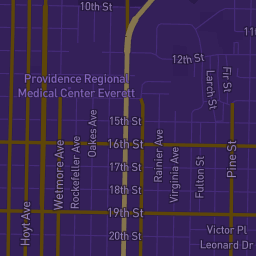 10th St
11
12th St
Providence Regional
Medical Center Everett
Fir St
Larch St
15th St
Oakes Ave
16th St
Rainier Ave
Wetmore Ave
Rockefeller Ave
17th St
Virginia Ave
Pine St
Fulton St
18th St
19th St
Hoyt Ave
20th St
Victor Pl
Leonard Dr